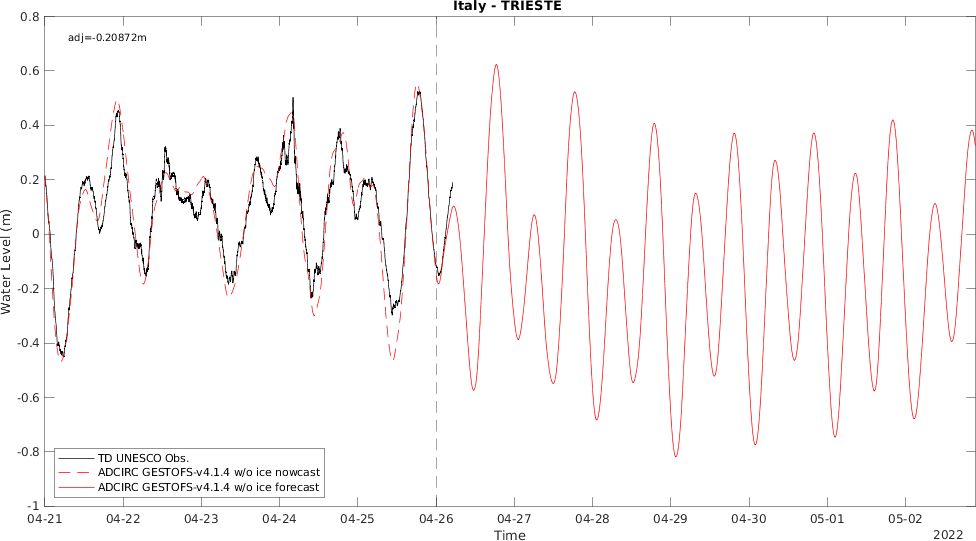 Italy - TRIESTE
adj=-0.20872m
Water Level (m)
0.8
0.6
0.4
0.2
0
-0.2
-0.4
-0.6
-0.8
-1
TD UNESCO Obs.
ADCIRC GESTOFS-v4.1.4 w/o ice nowcast
ADCIRC GESTOFS-v4.1.4 w/o ice forecast
04-21 04-22 04-23 04-24 04-25 04-26 04-27 04-28 04-29 04-30 05-01 05-02
Time
2022